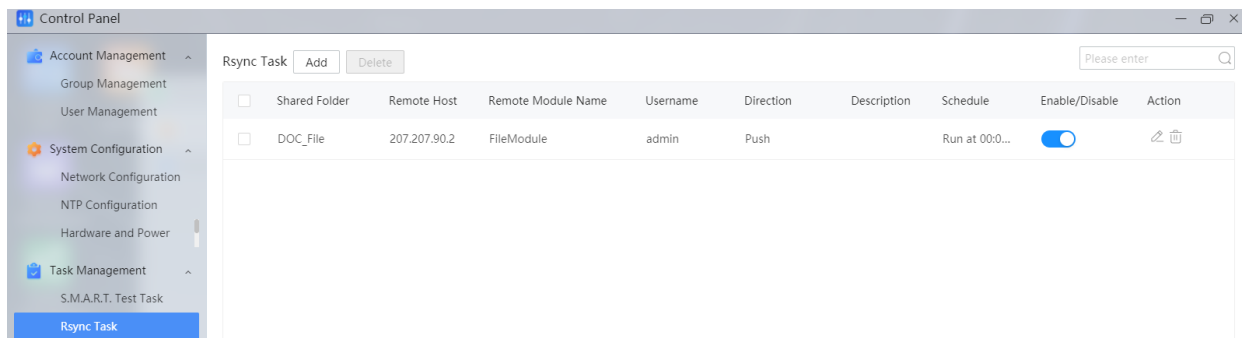 Control Panel
Account Management
Group Management
User Management
System Configuration
Network Configuration
NTP Configuration
Hardware and Power
Task Management
S.M.A.R.T. Test Task
Rsync Task
Rsync Task Add Delete Please enter
Shared Folder Remote Host Remote Module Name Username Direction Description Schedule Enable/Disable Action
DOC_File 207.207.90.2 FileModule admin Push Run at 00:0...